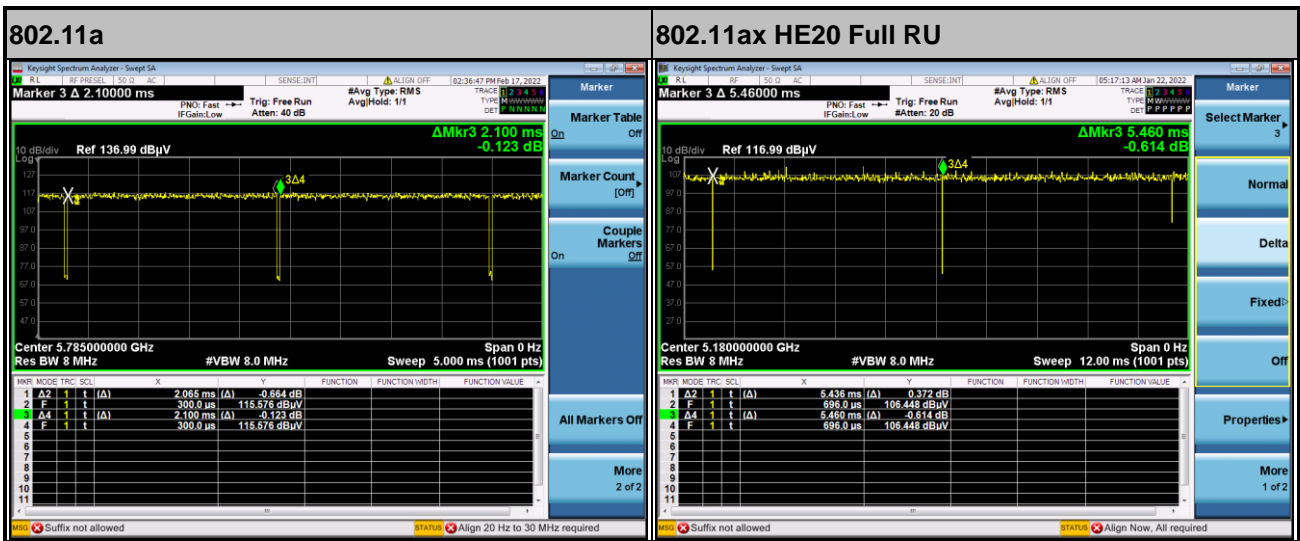 802.11a
Keysight Spectrum Analyzer - Swept SA
RL RF PRESEL 50 Ω AC SENSE:INT ALIGN OFF 02:36:47 PM Feb 17, 2022
Marker 3 Δ 2.10000 ms
PNO: Fast
IFGain:Low
Trig: Free Run
Atten: 40 dB
#Avg Type: RMS
Avg|Hold: 1/1
TRACE 1 2 3 4 5 6
TYPE M WWWWW
DET P NNNNN
ΔMkr3 2.100 ms
-0.123 dB
10 dB/div Ref 136.99 dBµV
Log
127
117
107
97.0
87.0
77.0
67.0
57.0
47.0
3Δ4
Center 5.785000000 GHz Span 0 Hz
Res BW 8 MHz #VBW 8.0 MHz Sweep 5.000 ms (1001 pts)
MKR MODE TRC SCL X Y FUNCTION FUNCTION WIDTH FUNCTION VALUE
1 Δ2 1 t (Δ) 2.065 ms (Δ) -0.664 dB
2 F 1 t 300.0 µs 115.576 dBµV
3 Δ4 1 t (Δ) 2.100 ms (Δ) -0.123 dB
4 F 1 t 300.0 µs 115.576 dBµV
5
6
7
8
9
10
11
MSG Suffix not allowed STATUS Align 20 Hz to 30 MHz required
Marker
Marker Table
On Off
Marker Count
[Off]
Couple
Markers
On Off
All Markers Off
More
2 of 2
802.11ax HE20 Full RU
Keysight Spectrum Analyzer - Swept SA
RL RF 50 Ω AC SENSE:INT ALIGN OFF 05:17:13 AM Jan 22, 2022
Marker 3 Δ 5.46000 ms
PNO: Fast
IFGain:Low
Trig: Free Run
#Atten: 20 dB
#Avg Type: RMS
Avg|Hold: 1/1
TRACE 1 2 3 4 5 6
TYPE M WWWWW
DET P PPPPP
ΔMkr3 5.460 ms
-0.614 dB
10 dB/div Ref 116.99 dBµV
Log
107
97.0
87.0
77.0
67.0
57.0
47.0
37.0
27.0
3Δ4
Center 5.180000000 GHz Span 0 Hz
Res BW 8 MHz #VBW 8.0 MHz Sweep 12.00 ms (1001 pts)
MKR MODE TRC SCL X Y FUNCTION FUNCTION WIDTH FUNCTION VALUE
1 Δ2 1 t (Δ) 5.436 ms (Δ) 0.372 dB
2 F 1 t 696.0 µs 106.448 dBµV
3 Δ4 1 t (Δ) 5.460 ms (Δ) -0.614 dB
4 F 1 t 696.0 µs 106.448 dBµV
5
6
7
8
9
10
11
MSG Suffix not allowed STATUS Align Now, All required
Marker
Select Marker
3
Normal
Delta
Fixed
Off
Properties
More
1 of 2